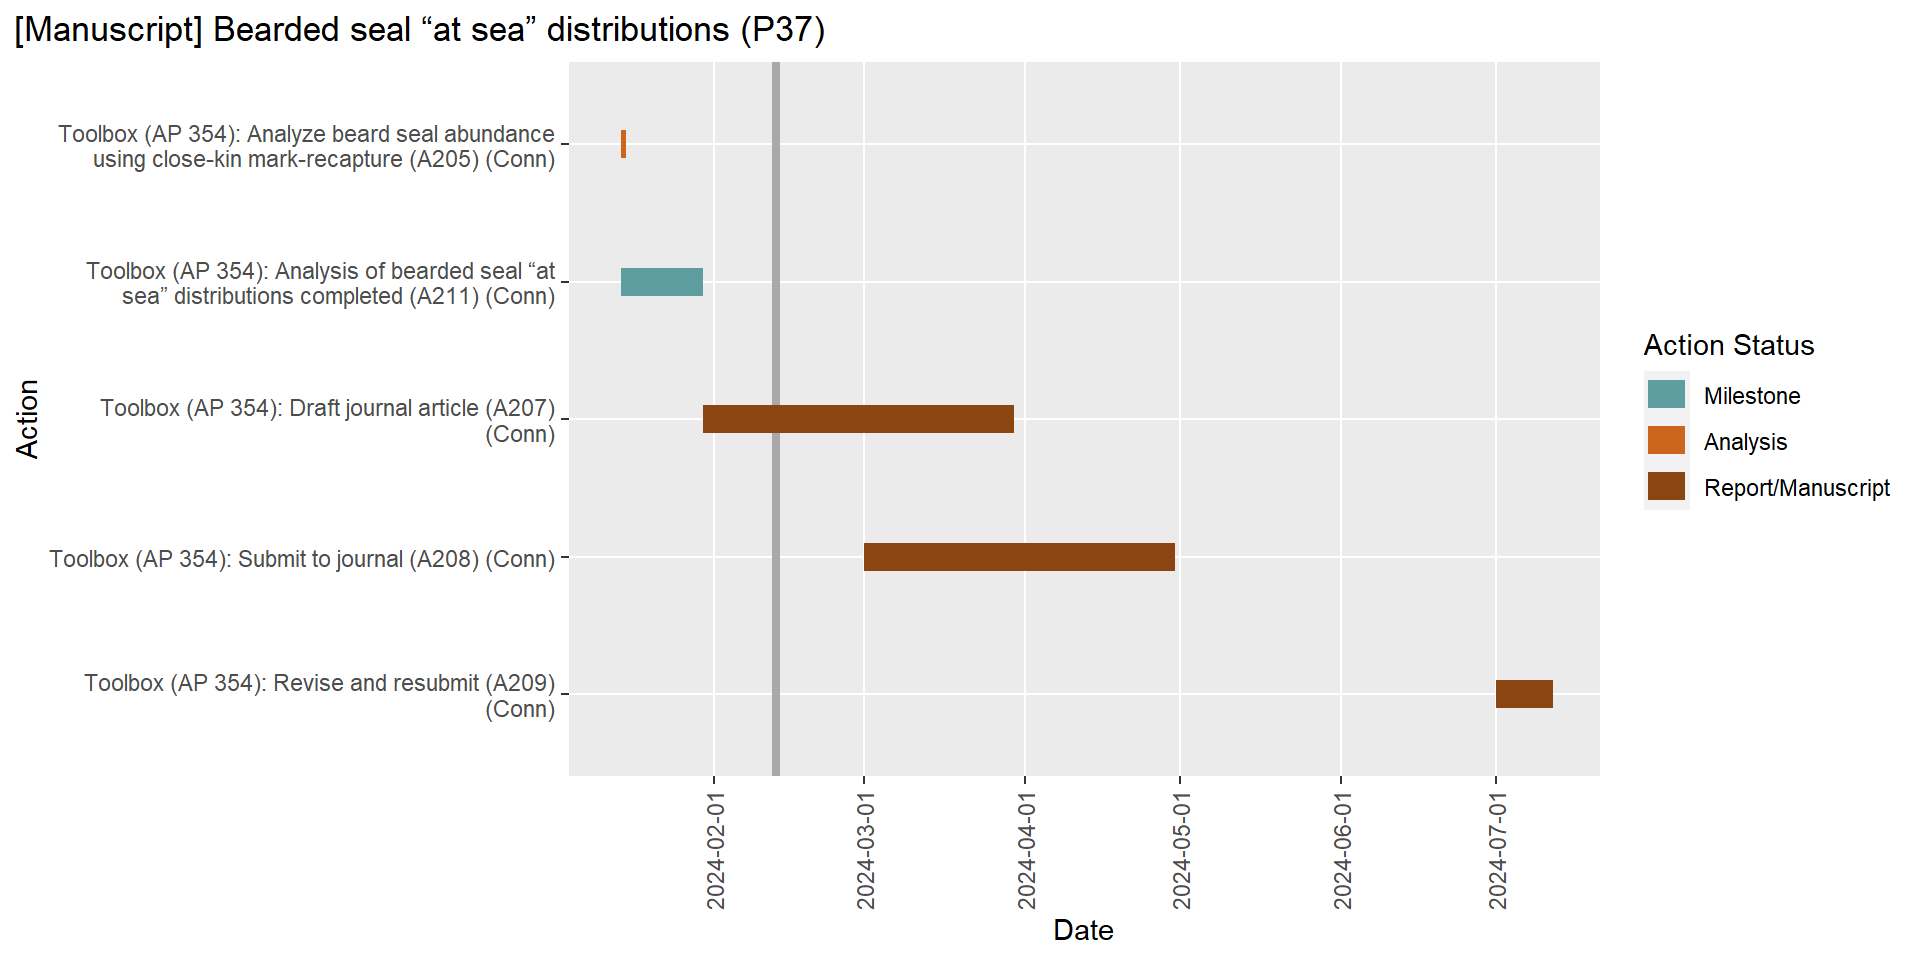 [Manuscript] Bearded seal “at sea” distributions (P37)
Toolbox (AP 354): Analyze beard seal abundance
using close-kin mark-recapture (A205) (Conn)
Toolbox (AP 354): Analysis of bearded seal “at
sea” distributions completed (A211) (Conn)
Toolbox (AP 354): Draft journal article (A207)
(Conn)
Toolbox (AP 354): Submit to journal (A208) (Conn)
Toolbox (AP 354): Revise and resubmit (A209)
(Conn)
Action
2024-02-01
2024-03-01
2024-04-01
2024-05-01
2024-06-01
2024-07-01
Date
Action Status
Milestone
Analysis
Report/Manuscript